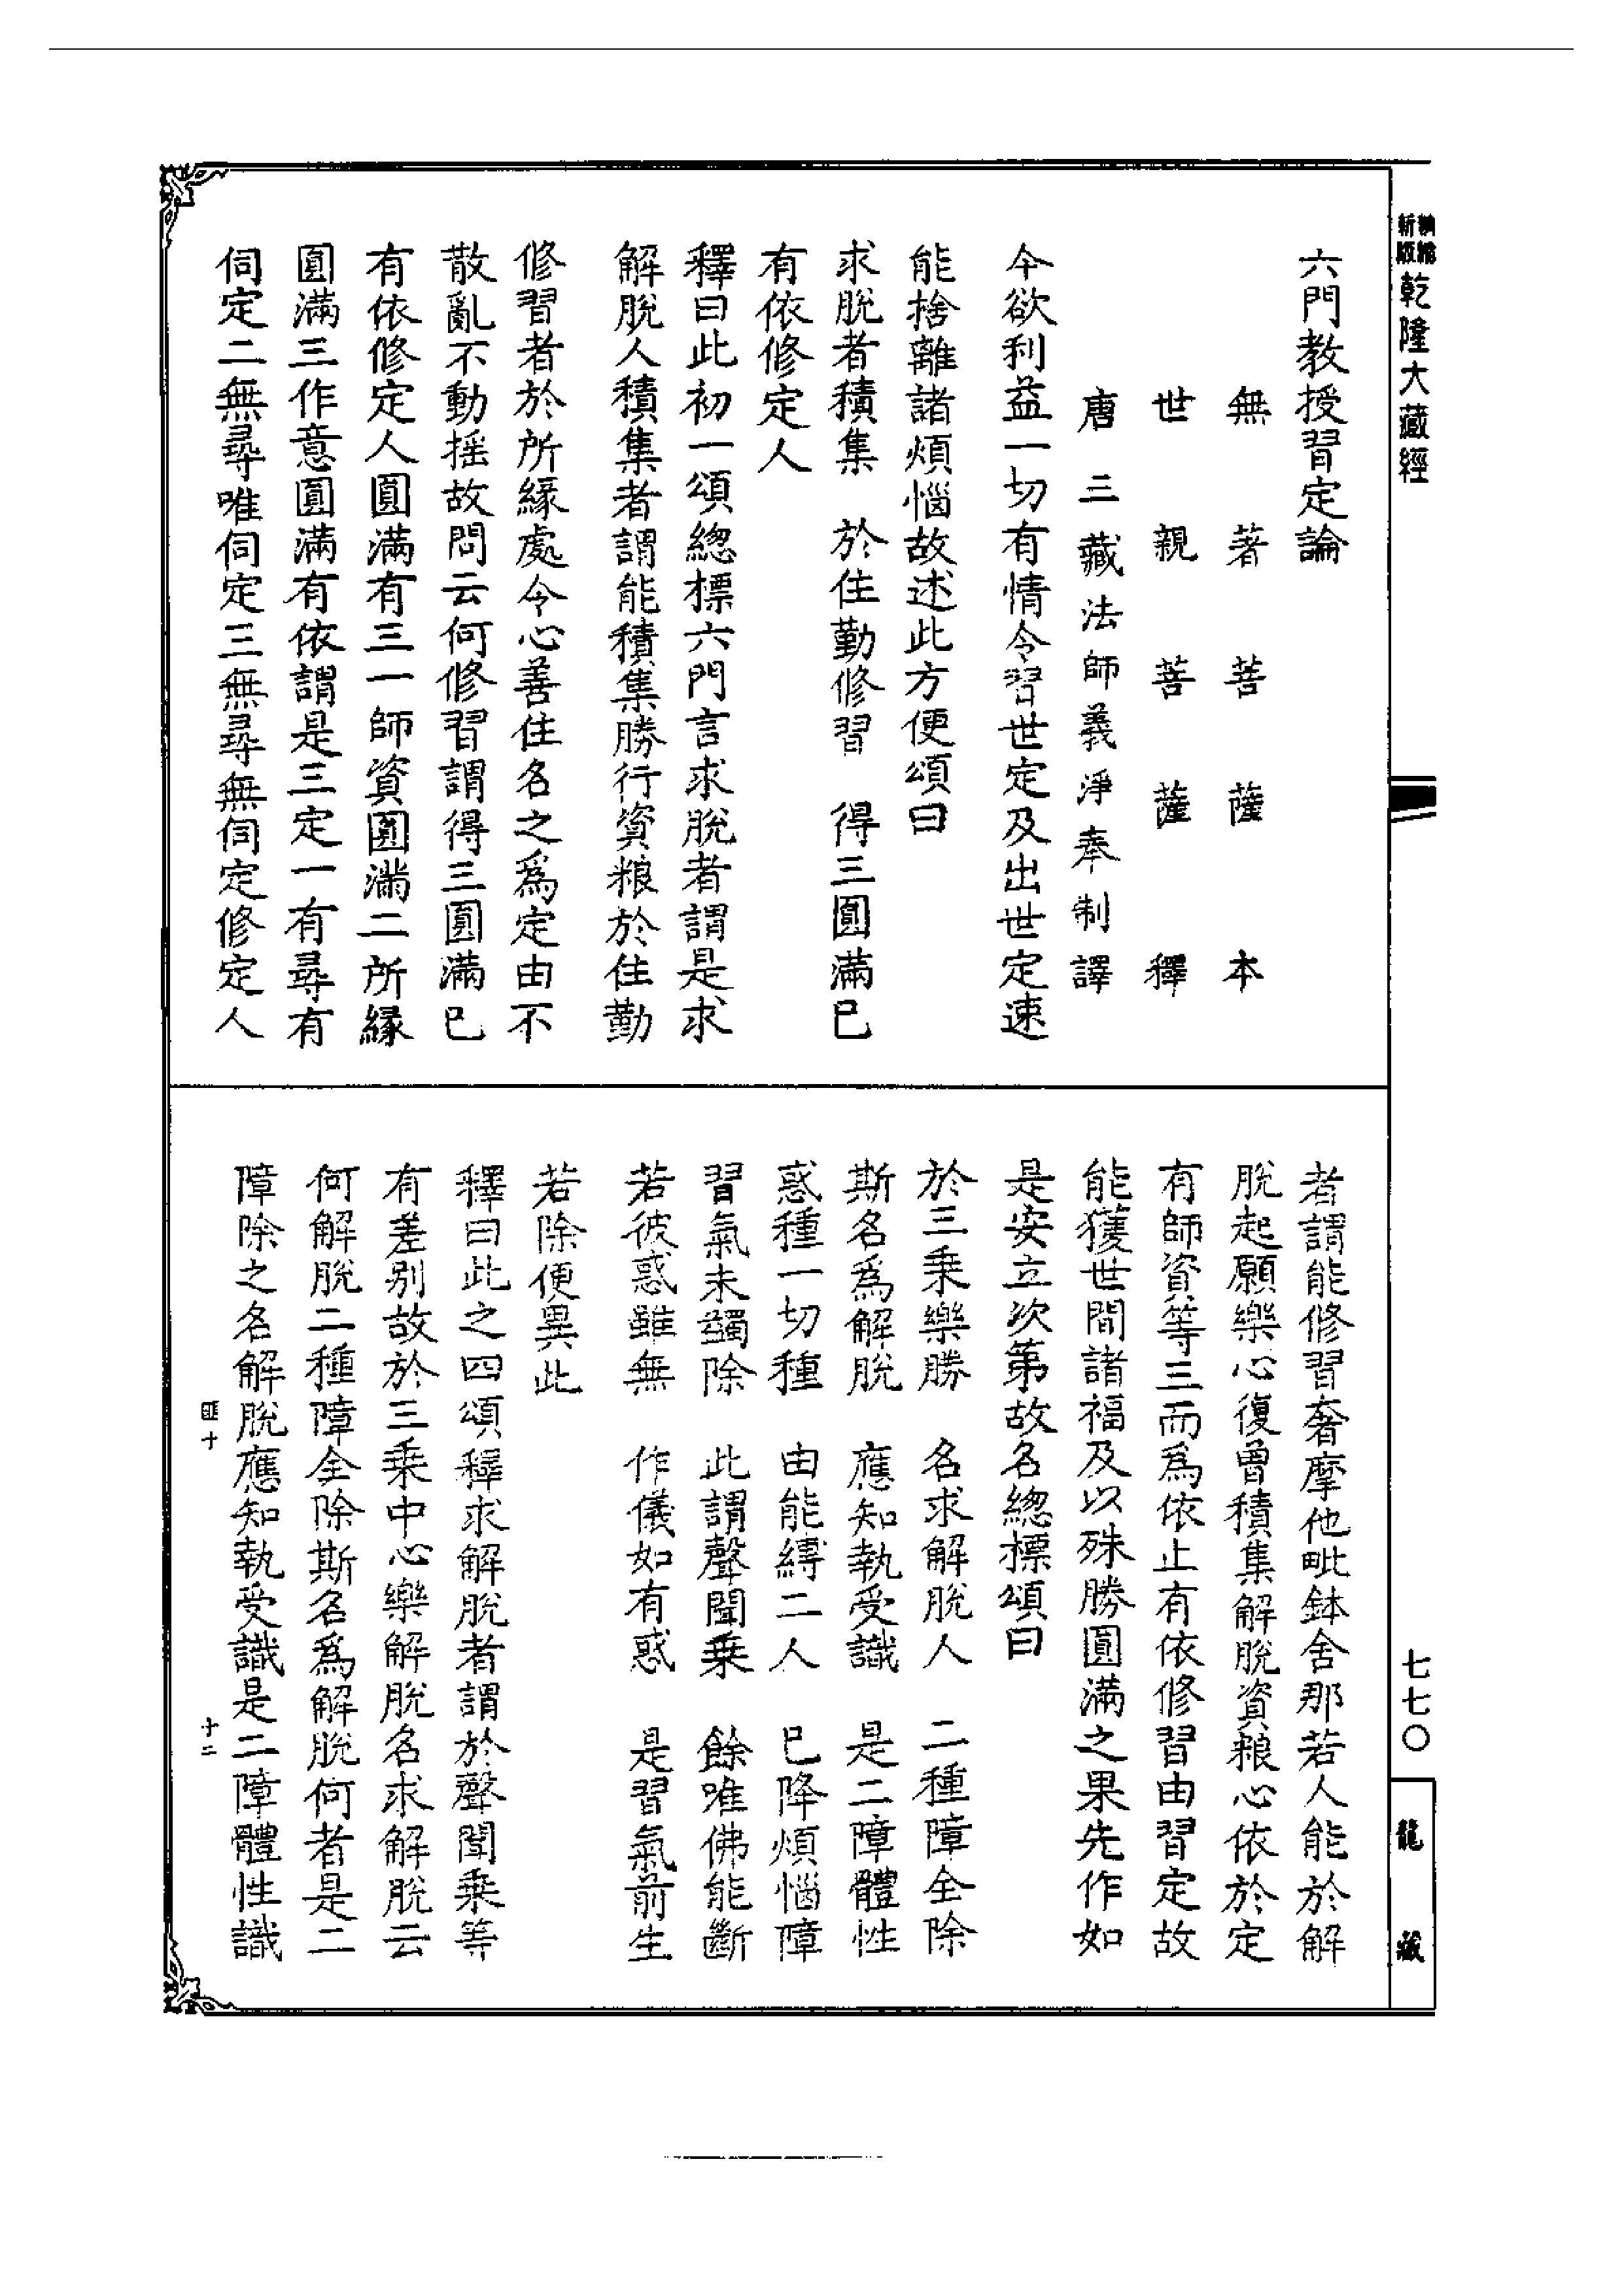 新編縮版 乾隆大藏經
六門教授習定論
無著菩薩本
世親菩薩釋
唐三藏法師義淨奉制譯
今欲利益一切有情令習世定及出世定速
能捨離諸煩惱故述此方便頌曰
求脫者積集　於住勤修習　得三圓滿已
有依修定人
釋曰此初一頌總標六門言求脫者謂是求
解脫人積集者謂能積集勝行資粮於住勤
修習者於所緣處令心善住名之爲定由不
散亂不動搖故問云何修習謂得三圓滿已
有依修定人圓滿有三一師資圓滿二所緣
圓滿三作意圓滿有依謂是三定一有尋有
伺定二無尋唯伺定三無尋無伺定修定人
者謂能修習奢摩他毗鉢舍那若人能於解
脫起願樂心復曾積集解脫資粮心依於定
有師資等三而爲依止有依修習由習定故
能獲世間諸福及以殊勝圓滿之果先作如
是安立次第故名總標頌曰
於三乘樂勝　名求解脫人　二種障全除
斯名爲解脫　應知執受識　是二障體性
惑種一切種　由能縛二人　已降煩惱障
習氣未蠲除　此謂聲聞乘　餘唯佛能斷
若彼惑雖無　作儀如有惑　是習氣前生
若除便異此
釋曰此之四頌釋求解脫者謂於聲聞乘等
有差別故於三乘中心樂解脫名求解脫云
何解脫二種障全除斯名爲解脫何者是二
障除之名解脫應知執受識是二障體性識
匪十　十二
七七〇
龍藏